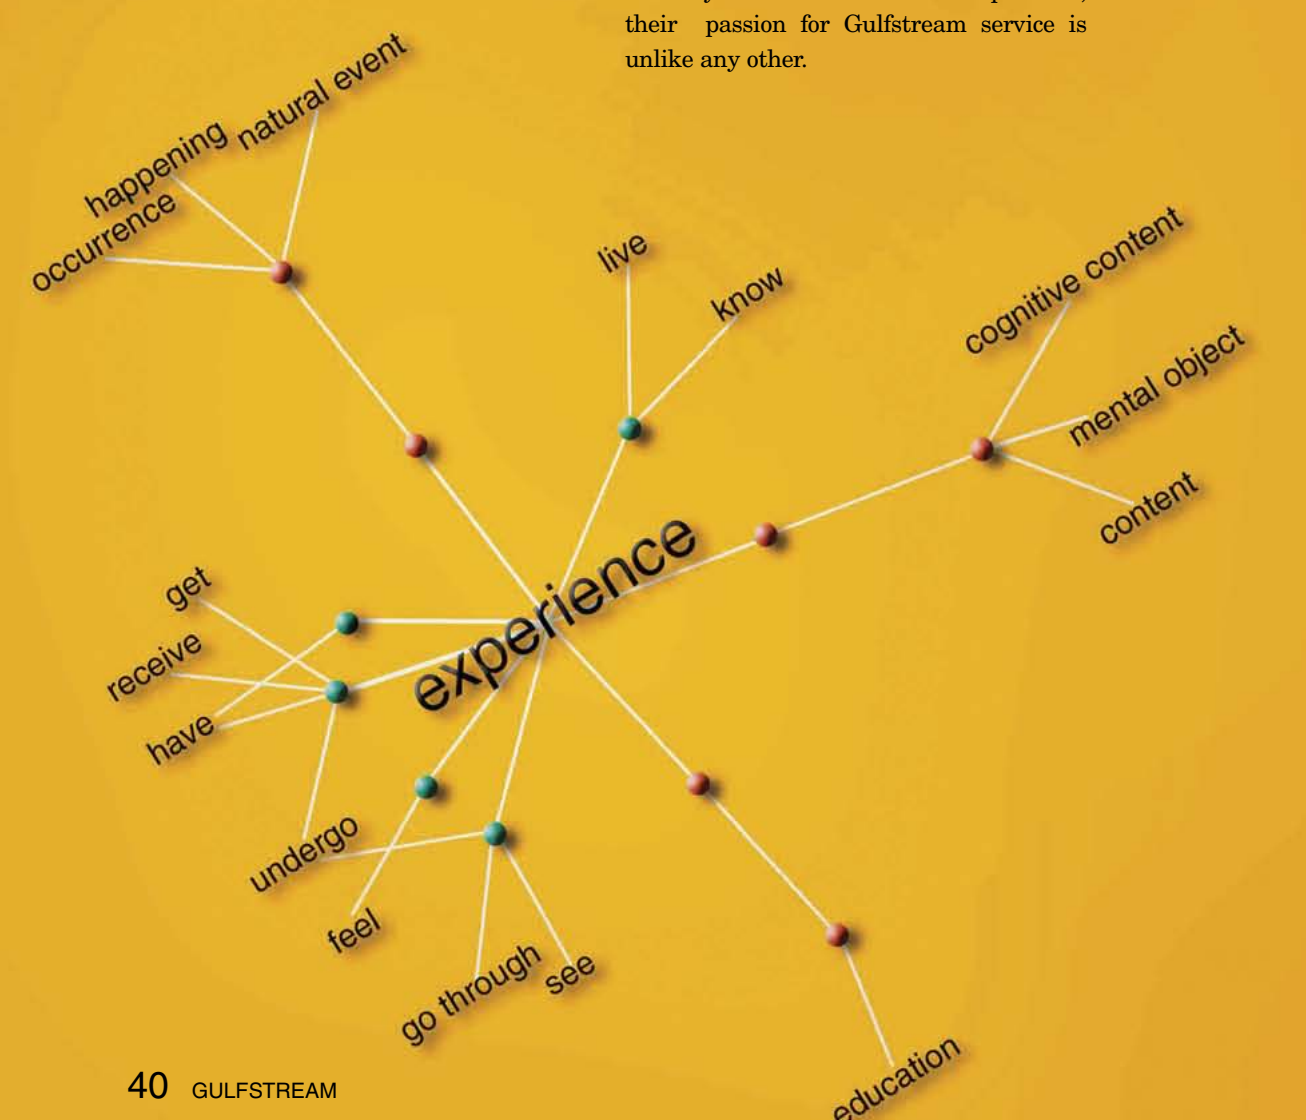 their passion for Gulfstream service is
unlike any other.
natural event
happening
occurrence
live
know
cognitive content
mental object
content
experience
get
receive
have
undergo
feel
go through
see
education
40 GULFSTREAM